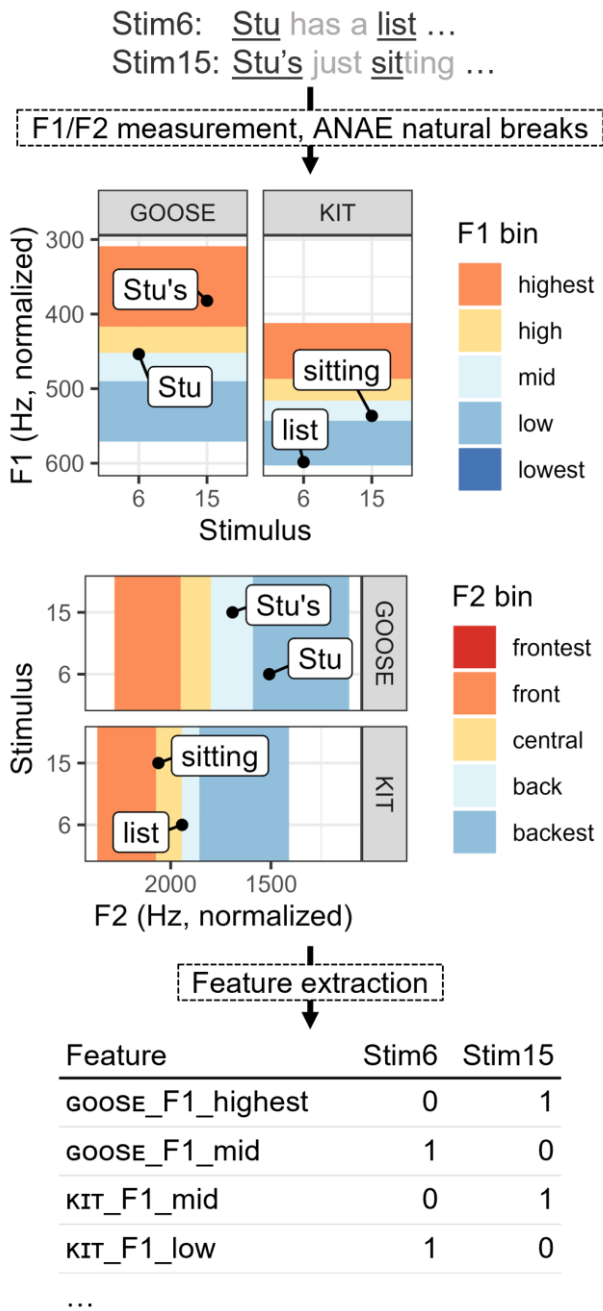 Stim6: Stu has a list ...
Stim15: Stu's just sitting ...
F1/F2 measurement, ANAE natural breaks
GOOSE KIT
F1 (Hz, normalized)
300
400
500
600
Stu's
Stu
sitting
list
6 15 6 15
Stimulus
F1 bin
highest
high
mid
low
lowest
Stimulus
15
6
15
6
Stu's
Stu
GOOSE
sitting
list
KIT
2000 1500
F2 (Hz, normalized)
F2 bin
frontest
front
central
back
backest
Feature extraction
Feature Stim6 Stim15
GOOSE_F1_highest 0 1
GOOSE_F1_mid 1 0
KIT_F1_mid 0 1
KIT_F1_low 1 0
...